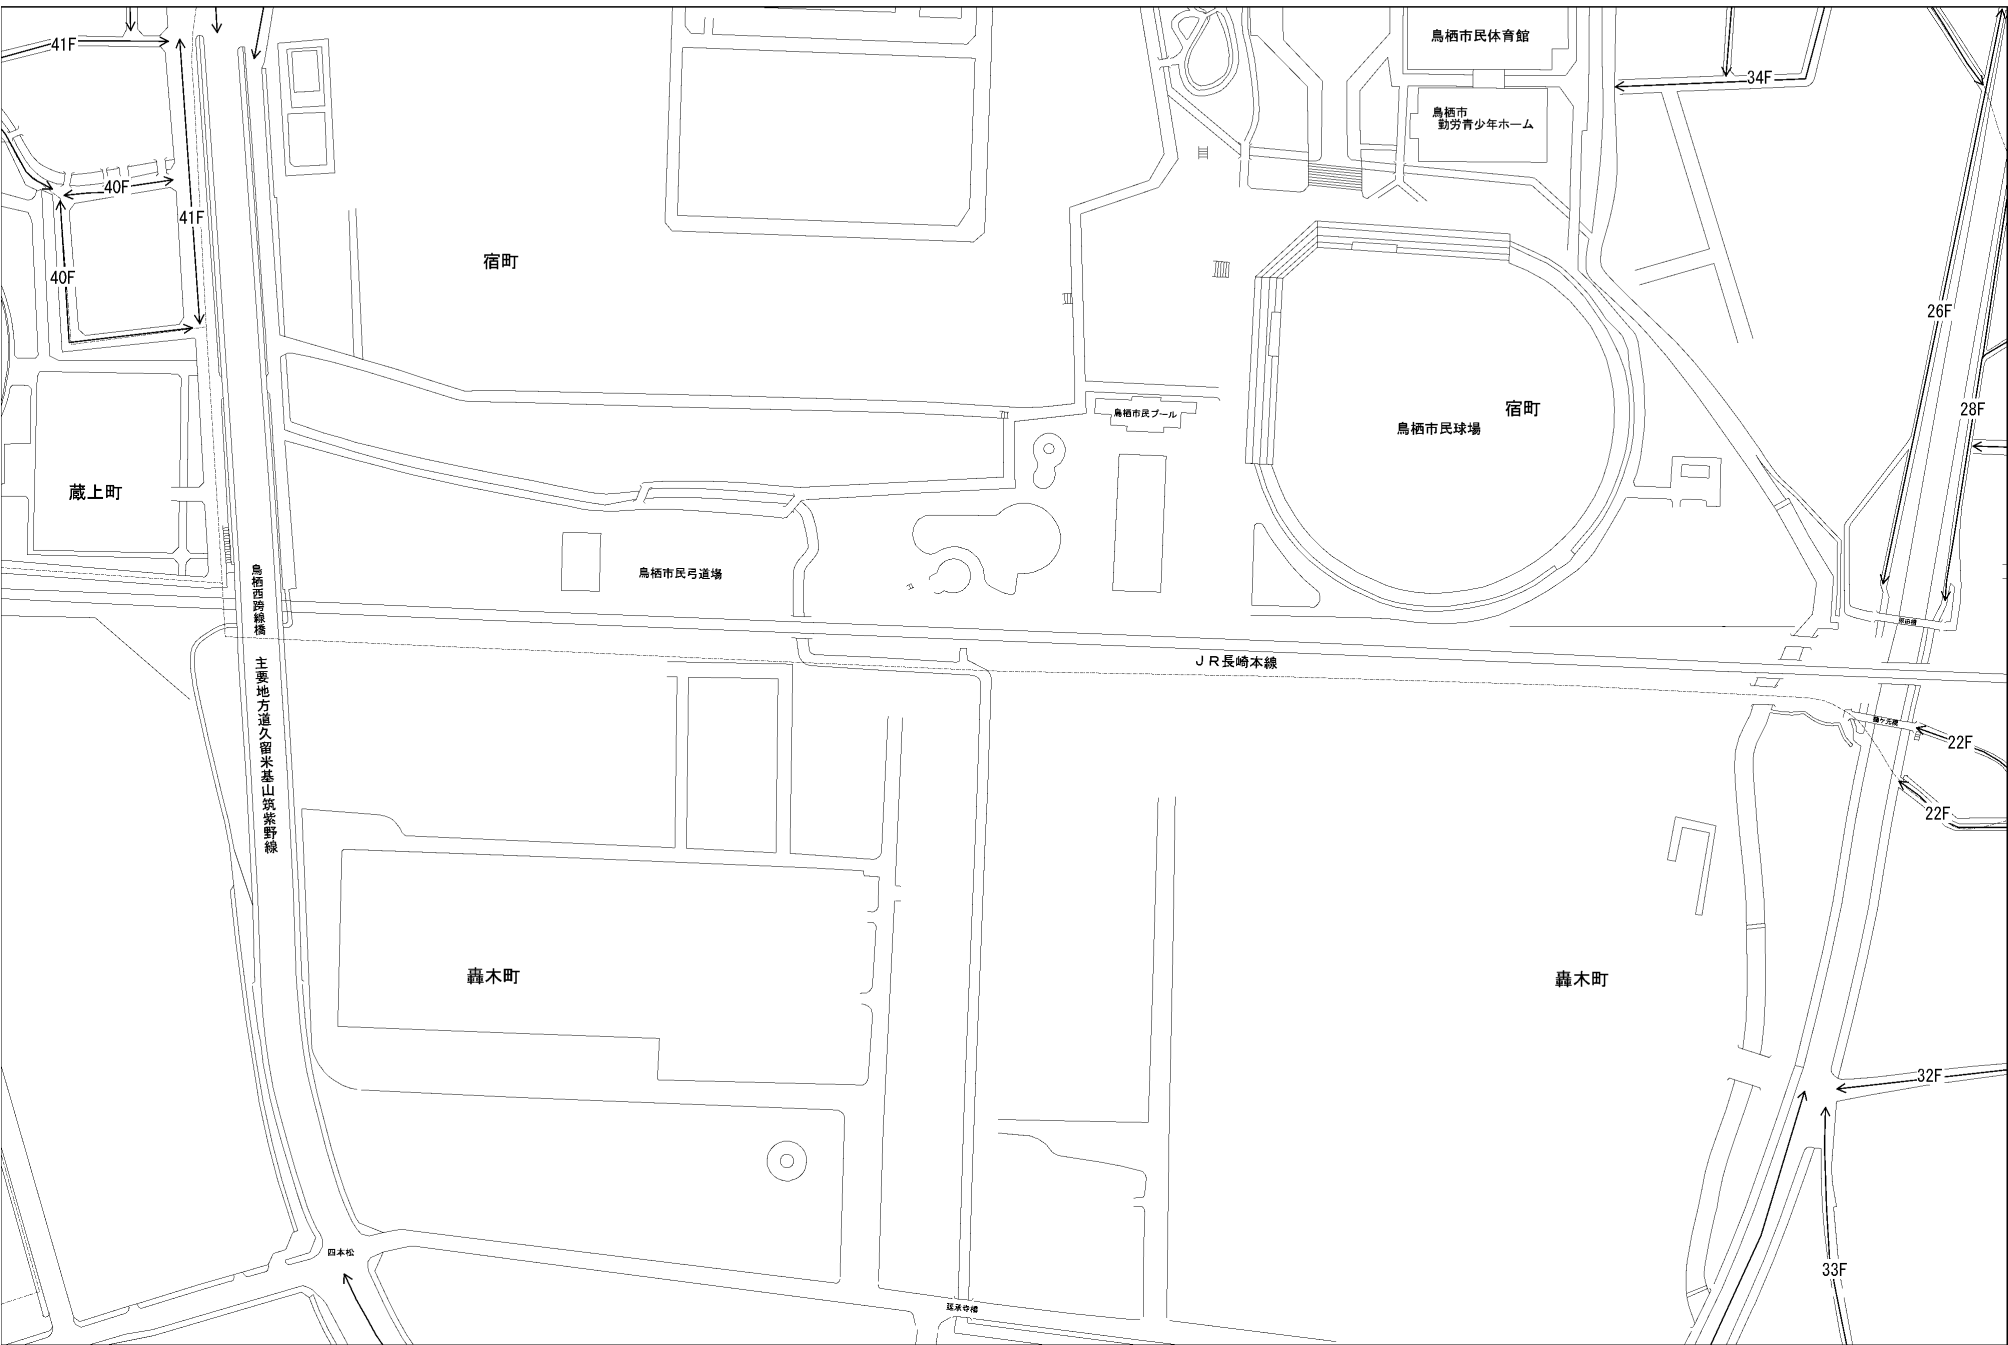 鳥栖市民体育館
41F
34F
鳥栖市
勤労青少年ホーム
40F
41F
宿町
40F
26F
鳥栖市民プール
宿町
28F
鳥栖市民球場
蔵上町
鳥栖市民弓道場
鳥栖西跨線橋
主要地方道久留米基山筑紫野線
JR長崎本線
22F
22F
轟木町
轟木町
32F
四本松
33F
延承寺橋